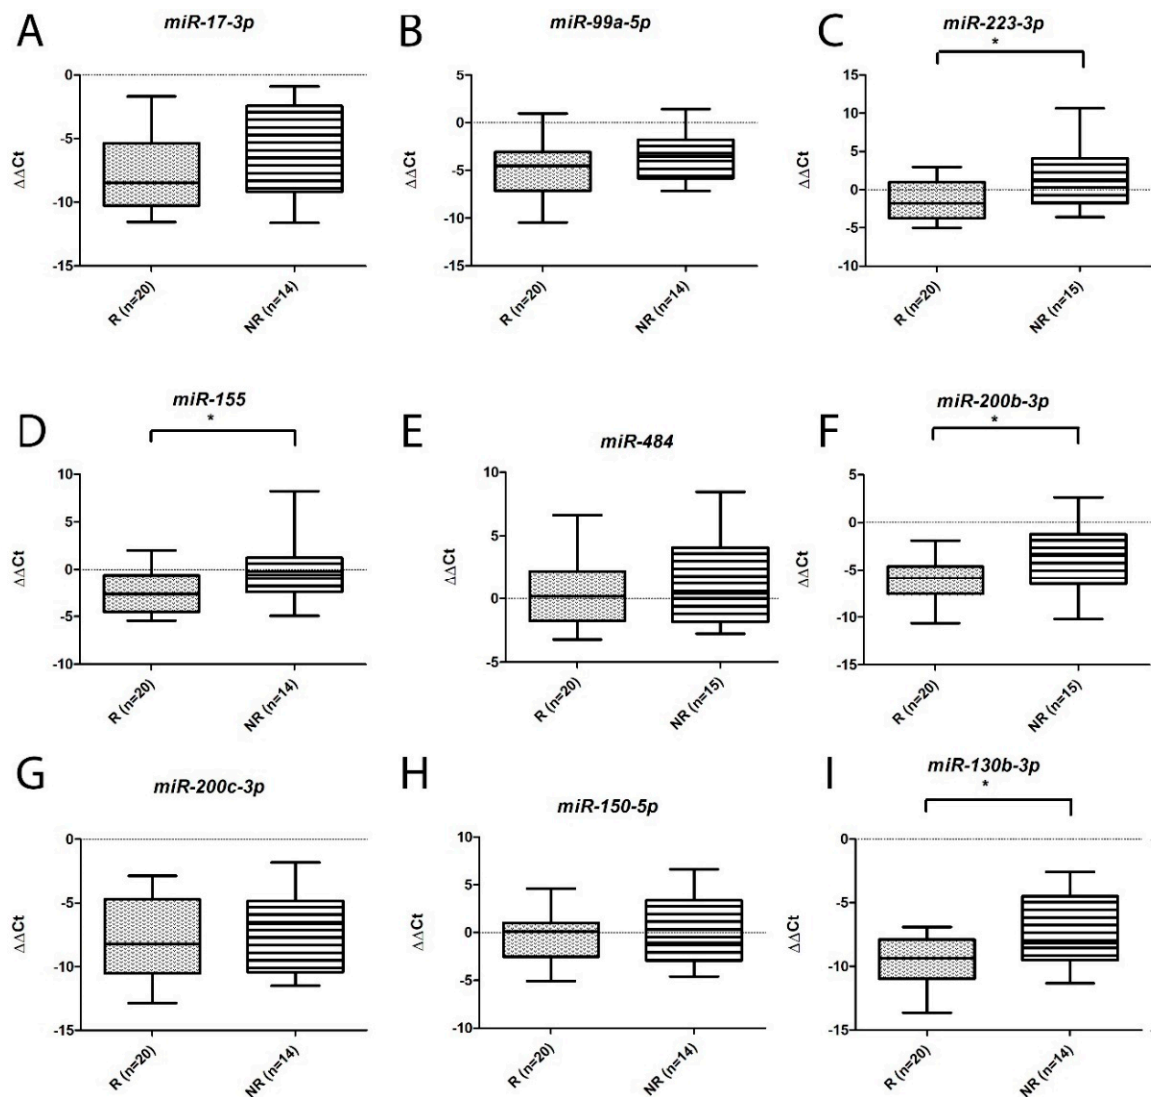 A
miR-17-3p
0
-5
-10
-15
ΔΔCt
R (n=20)
NR (n=14)
B
miR-99a-5p
5
0
-5
-10
-15
ΔΔCt
R (n=20)
NR (n=14)
C
miR-223-3p
*
15
10
5
0
-5
-10
ΔΔCt
R (n=20)
NR (n=15)
D
miR-155
*
10
5
0
-5
-10
ΔΔCt
R (n=20)
NR (n=14)
E
miR-484
10
5
0
-5
ΔΔCt
R (n=20)
NR (n=15)
F
miR-200b-3p
*
5
0
-5
-10
-15
ΔΔCt
R (n=20)
NR (n=15)
G
miR-200c-3p
0
-5
-10
-15
ΔΔCt
R (n=20)
NR (n=14)
H
miR-150-5p
10
5
0
-5
-10
ΔΔCt
R (n=20)
NR (n=14)
I
miR-130b-3p
*
0
-5
-10
-15
ΔΔCt
R (n=20)
NR (n=14)